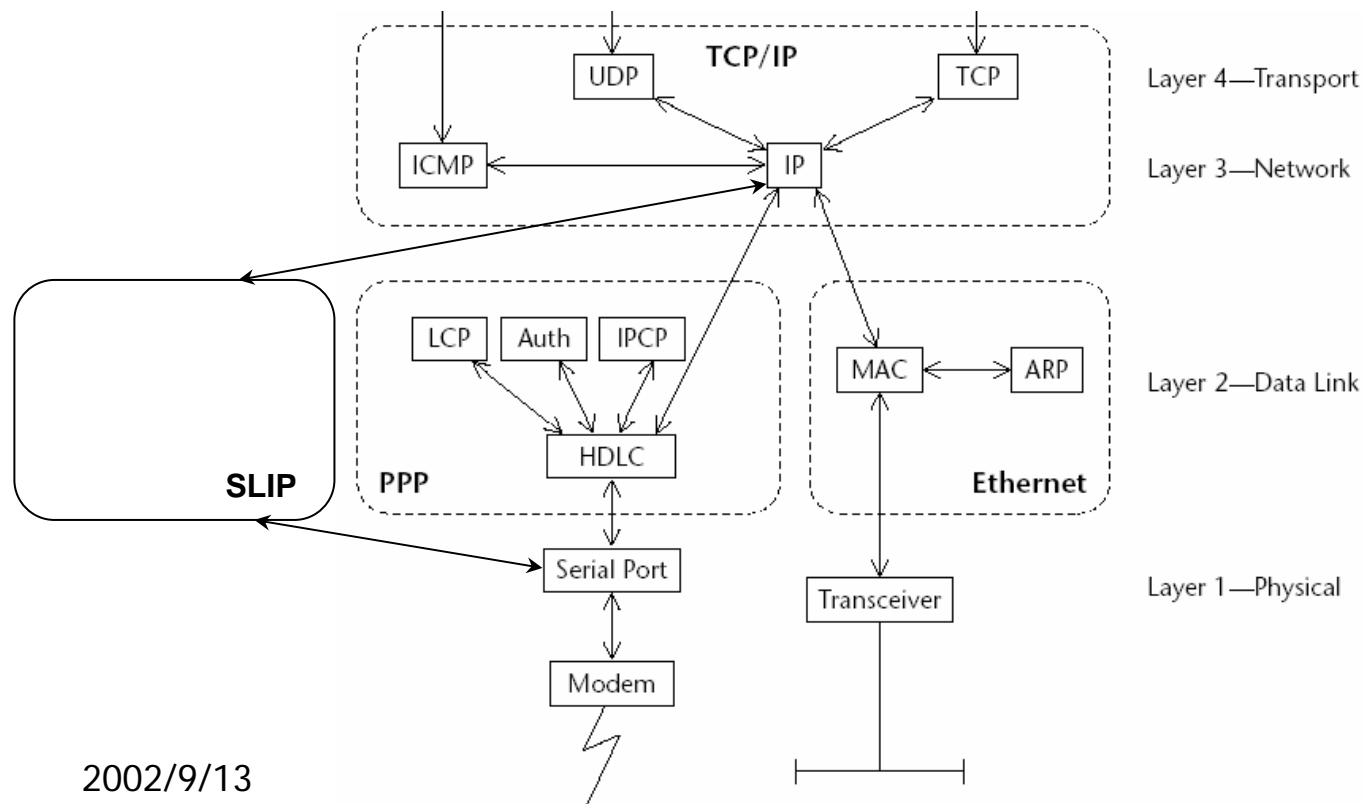 TCP/IP
UDP
TCP
Layer 4—Transport
ICMP
IP
Layer 3—Network
LCP
Auth
IPCP
MAC
ARP
Layer 2—Data Link
HDLC
SLIP
PPP
Ethernet
Serial Port
Transceiver
Layer 1—Physical
Modem
2002/9/13